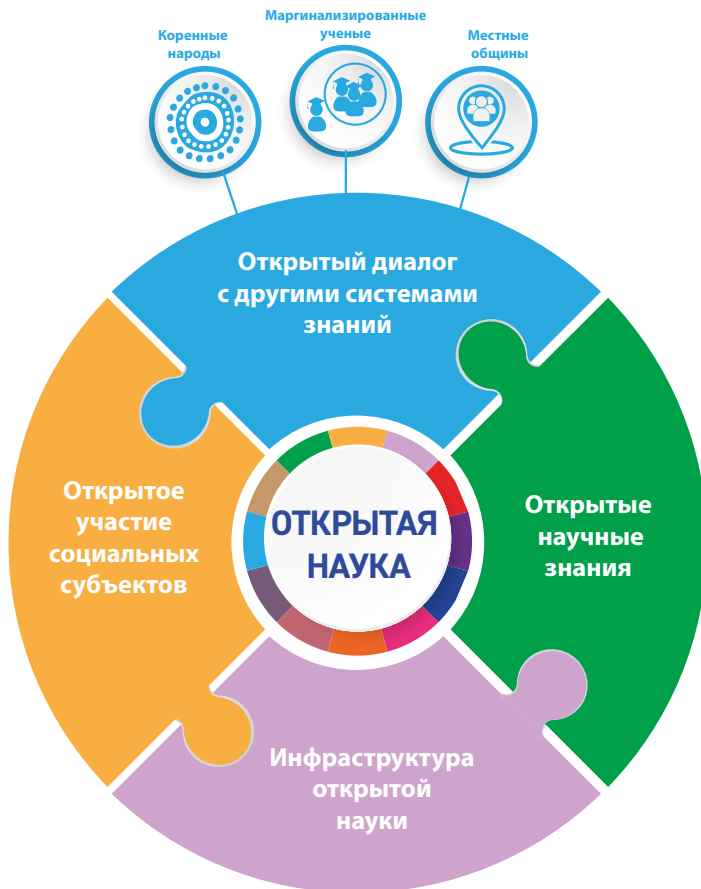 Коренные
народы
Маргинализированные
ученые
Местные
общины
Открытый диалог
с другими системами
знаний
Открытое
участие
социальных
субъектов
ОТКРЫТАЯ
НАУКА
Открытые
научные
знания
Инфраструктура
открытой
науки